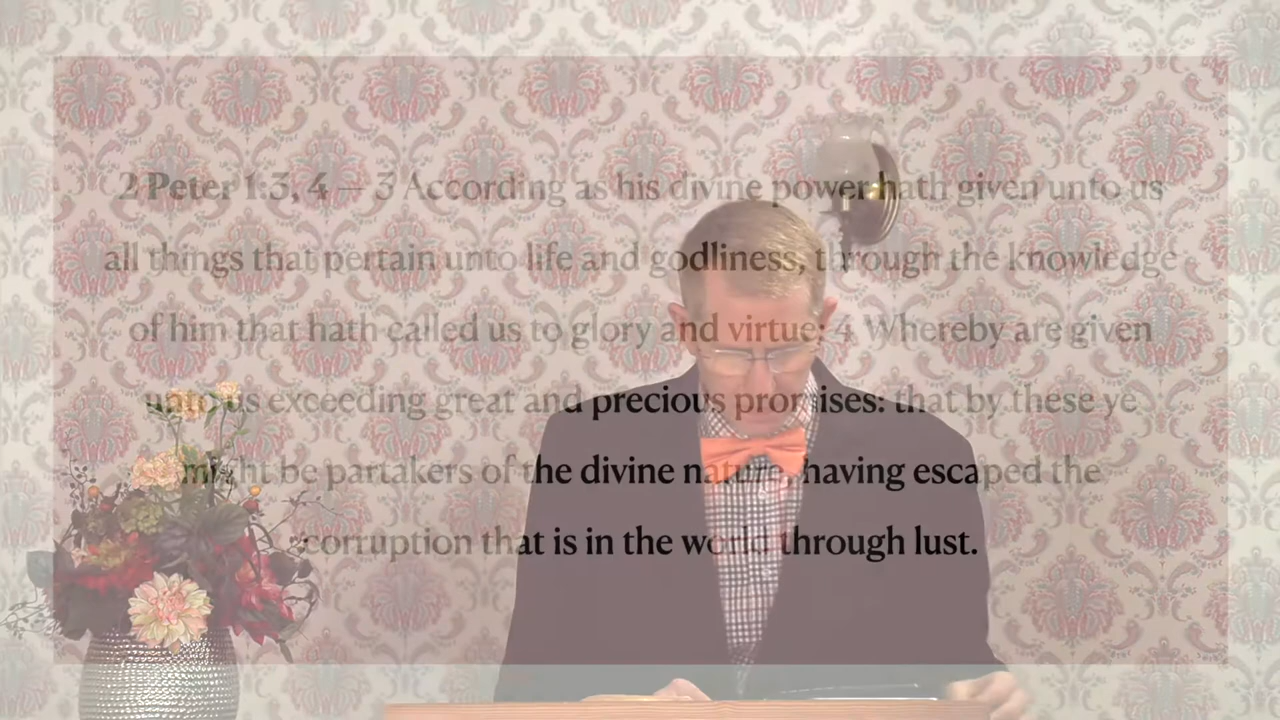 2 Peter 1:3, 4 — 3 According as his divine power hath given unto us
all things that pertain unto life and godliness, through the knowledge
of him that hath called us to glory and virtue: 4 Whereby are given
unto us exceeding great and precious promises: that by these ye
might be partakers of the divine nature, having escaped the
corruption that is in the world through lust.